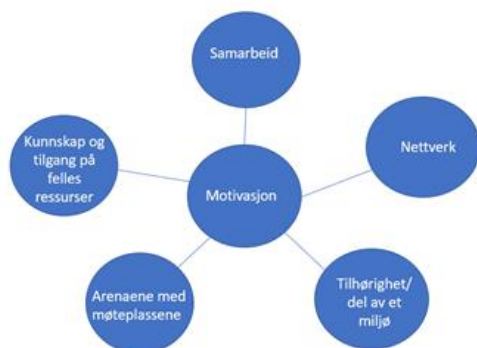 Samarbeid
Kunnskap og
tilgang på
felles
ressurser
Nettverk
Motivasjon
Arenaene med
møteplassene
Tilhørighet/
del av et
miljø